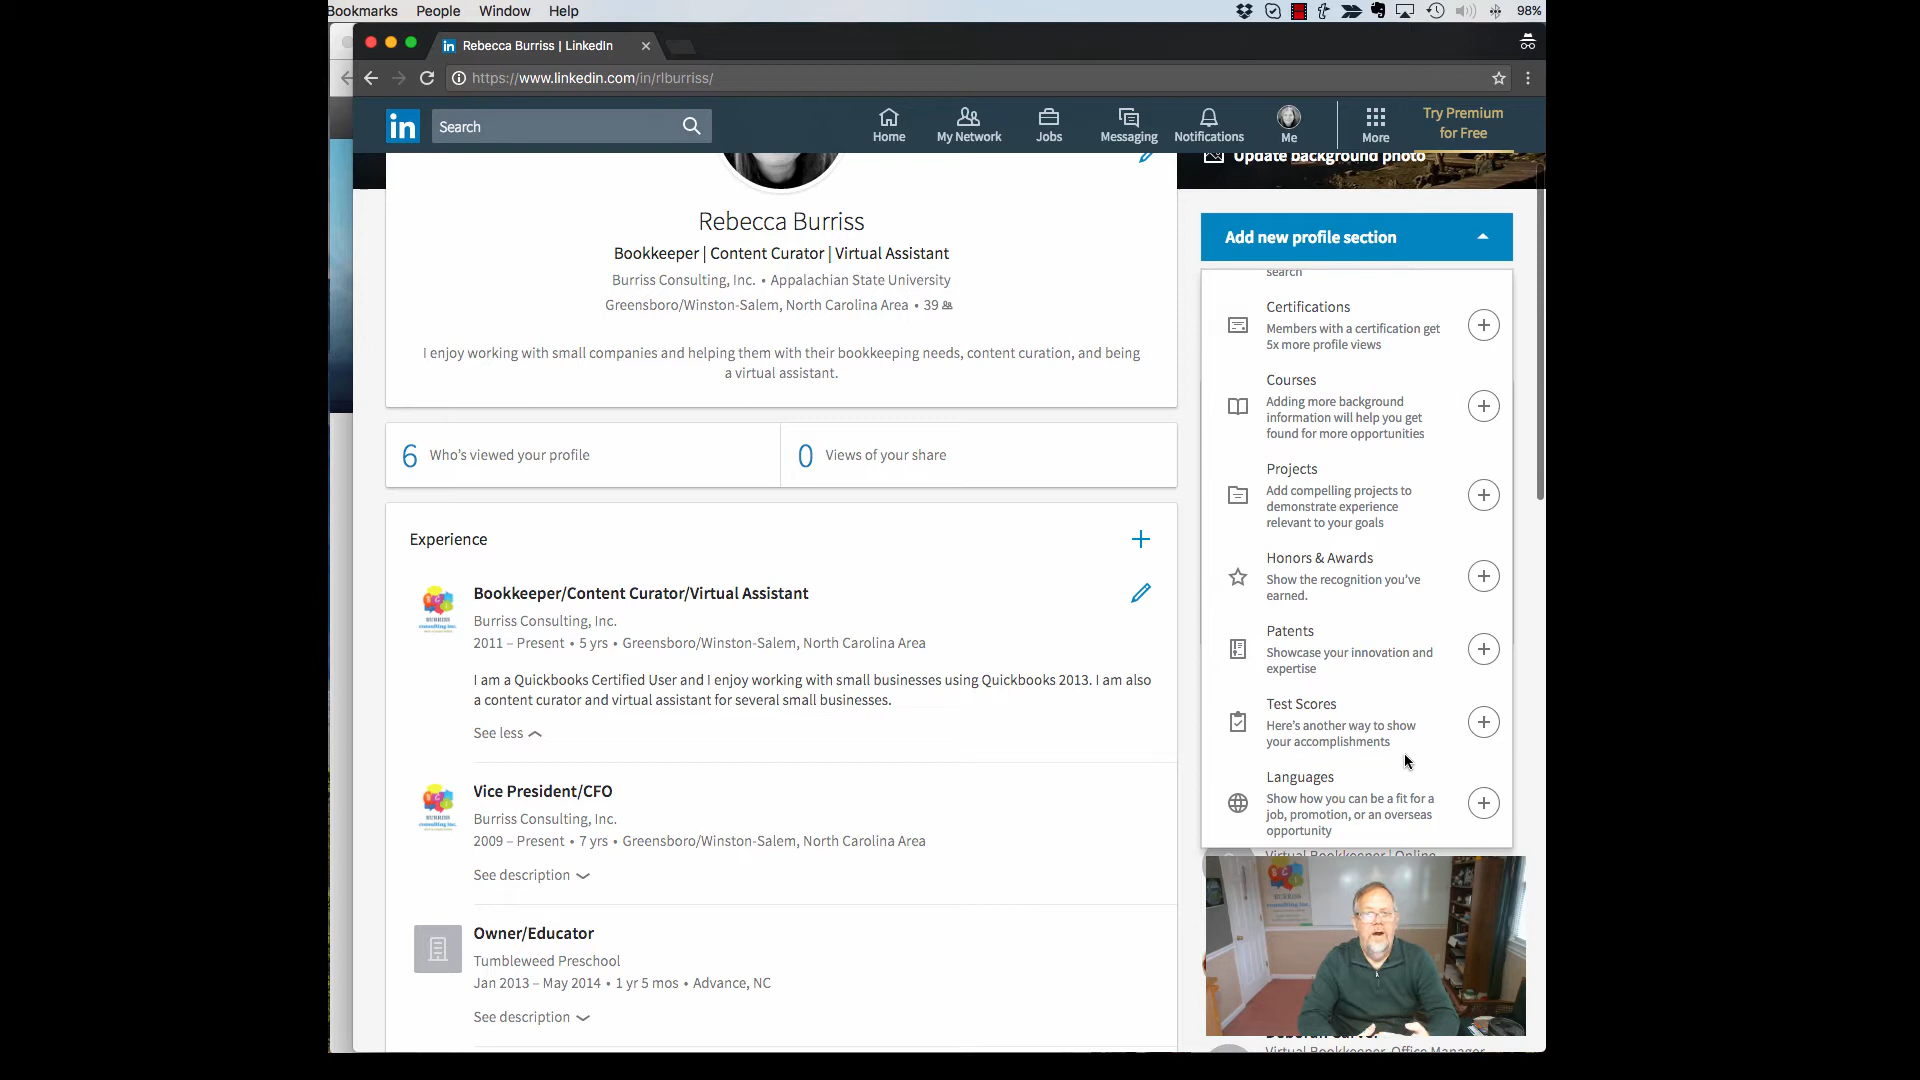 Bookmarks People Window Help
98%
Rebecca Burriss | LinkedIn
https://www.linkedin.com/in/rlburriss/
in
Search
Home
My Network
Jobs
Messaging
Notifications
Me
More
Try Premium
for Free
Update background photo
Rebecca Burriss
Bookkeeper | Content Curator | Virtual Assistant
Burriss Consulting, Inc. • Appalachian State University
Greensboro/Winston-Salem, North Carolina Area • 39
I enjoy working with small companies and helping them with their bookkeeping needs, content curation, and being
a virtual assistant.
6 Who's viewed your profile
0 Views of your share
Experience
Bookkeeper/Content Curator/Virtual Assistant
Burriss Consulting, Inc.
2011 – Present • 5 yrs • Greensboro/Winston-Salem, North Carolina Area
I am a Quickbooks Certified User and I enjoy working with small businesses using Quickbooks 2013. I am also
a content curator and virtual assistant for several small businesses.
See less
Vice President/CFO
Burriss Consulting, Inc.
2009 – Present • 7 yrs • Greensboro/Winston-Salem, North Carolina Area
See description
Owner/Educator
Tumbleweed Preschool
Jan 2013 – May 2014 • 1 yr 5 mos • Advance, NC
See description
Add new profile section
search
Certifications
Members with a certification get
5x more profile views
Courses
Adding more background
information will help you get
found for more opportunities
Projects
Add compelling projects to
demonstrate experience
relevant to your goals
Honors & Awards
Show the recognition you've
earned.
Patents
Showcase your innovation and
expertise
Test Scores
Here's another way to show
your accomplishments
Languages
Show how you can be a fit for a
job, promotion, or an overseas
opportunity
Virtual Bookkeeper | Online
BCI
BURRISS
consulting inc.
Virtual Bookkeeper, Office Manager